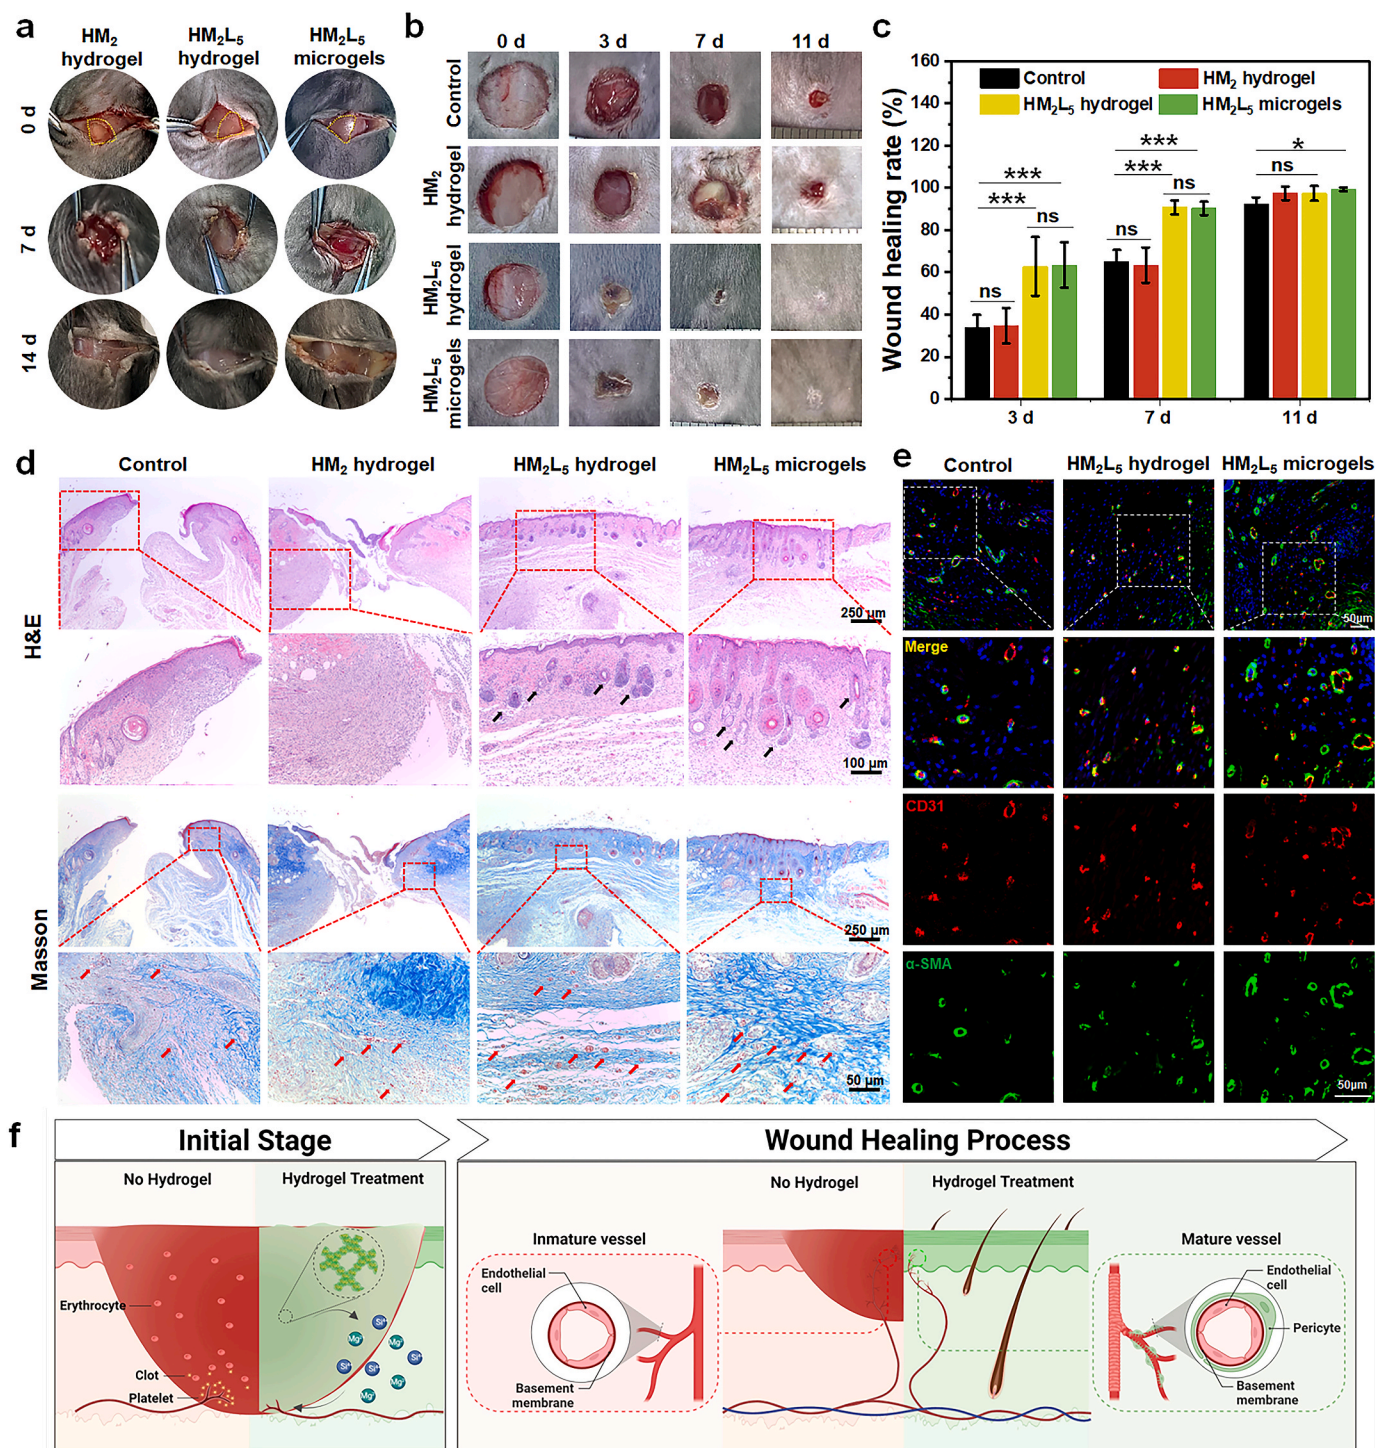 a
HM2
hydrogel
HM2L5
hydrogel
HM2L5
microgels
0 d
7 d
14 d
b
0 d
3 d
7 d
11 d
Control
HM2
hydrogel
HM2L5
hydrogel
HM2L5
microgels
c
Wound healing rate (%)
160
140
120
100
80
60
40
20
0
Control
HM2 hydrogel
HM2L5 hydrogel
HM2L5 microgels
ns
***
***
ns
ns
***
***
ns
ns
*
3 d
7 d
11 d
d
Control
HM2 hydrogel
HM2L5 hydrogel
HM2L5 microgels
H&E
250 µm
100 µm
Masson
250 µm
50 µm
e
Control
HM2L5 hydrogel
HM2L5 microgels
50µm
Merge
CD31
α-SMA
50µm
f
Initial Stage
Wound Healing Process
No Hydrogel
Hydrogel Treatment
Erythrocyte
Clot
Platelet
No Hydrogel
Hydrogel Treatment
Inmature vessel
Endothelial
cell
Basement
membrane
Mature vessel
Endothelial
cell
Pericyte
Basement
membrane